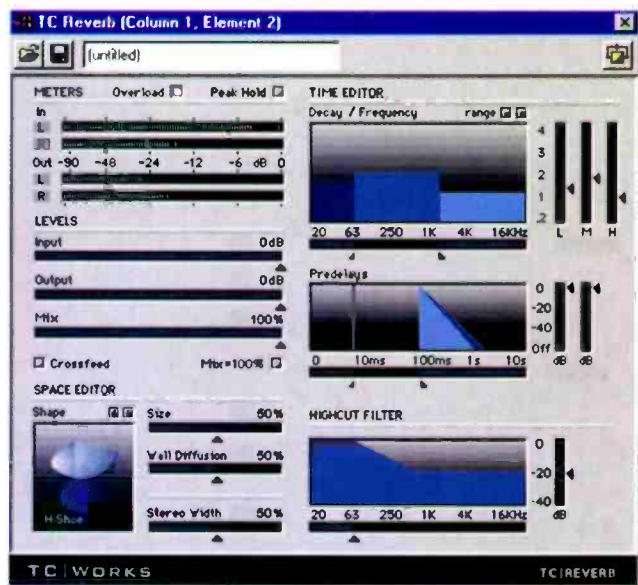 TC Reverb (Column 1, Element 2)
(untitled)
METERS Overload Peak Hold
In
L
R
Out -90 -48 -24 -12 -6 dB 0
L
R
LEVELS
Input 0dB
Output 0dB
Mix 100%
Crossfeed Mix=100%
SPACE EDITOR
Shape
H.Shoe
Size 50%
Wall Diffusion 50%
Stereo Width 50%
TIME EDITOR
Decay / Frequency range
4
3
2
1
.2
20 63 250 1K 4K 16KHz
L M H
Predelays
0
-20
-40
Off
0 10ms 100ms 1s 10s
dB dB
HIGHCUT FILTER
0
-20
-40
20 63 250 1K 4K 16KHz
dB
TC|WORKS
TC|REVERB